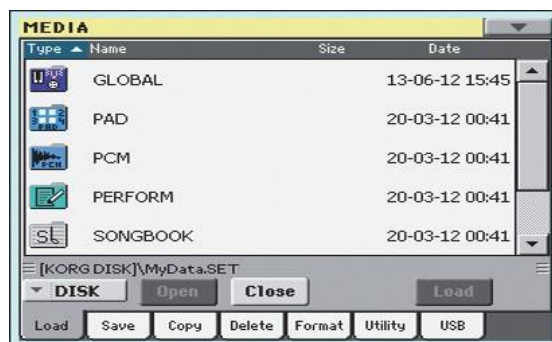 MEDIA
Type Name Size Date
GLOBAL 13-06-12 15:45
PAD 20-03-12 00:41
PCM 20-03-12 00:41
PERFORM 20-03-12 00:41
SONGBOOK 20-03-12 00:41
[KORG DISK]\MyData.SET
DISK Open Close Load
Load Save Copy Delete Format Utility USB